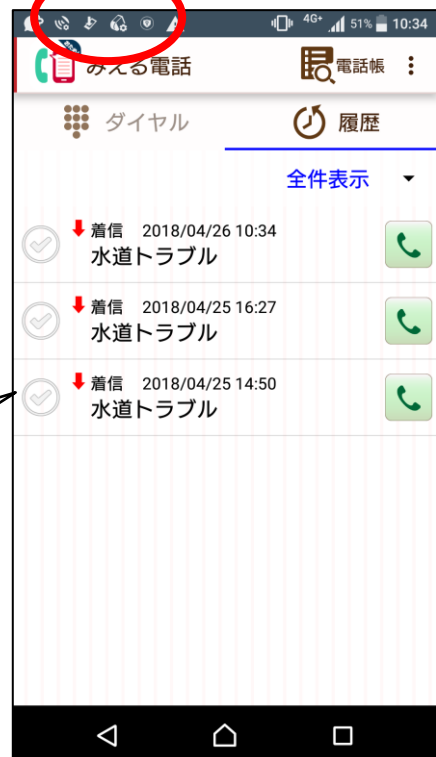 4G+ 51% 10:34
みえる電話 電話帳
ダイヤル 履歴
全件表示
着信 2018/04/26 10:34
水道トラブル
着信 2018/04/25 16:27
水道トラブル
着信 2018/04/25 14:50
水道トラブル